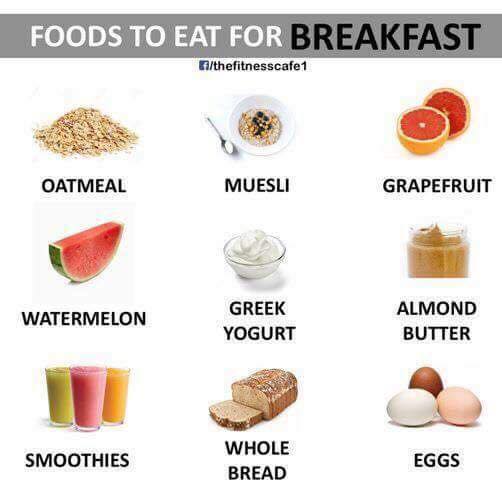 FOODS TO EAT FOR BREAKFAST
f/thefitnesscafe1
OATMEAL
MUESLI
GRAPEFRUIT
WATERMELON
GREEK
YOGURT
ALMOND
BUTTER
SMOOTHIES
WHOLE
BREAD
EGGS